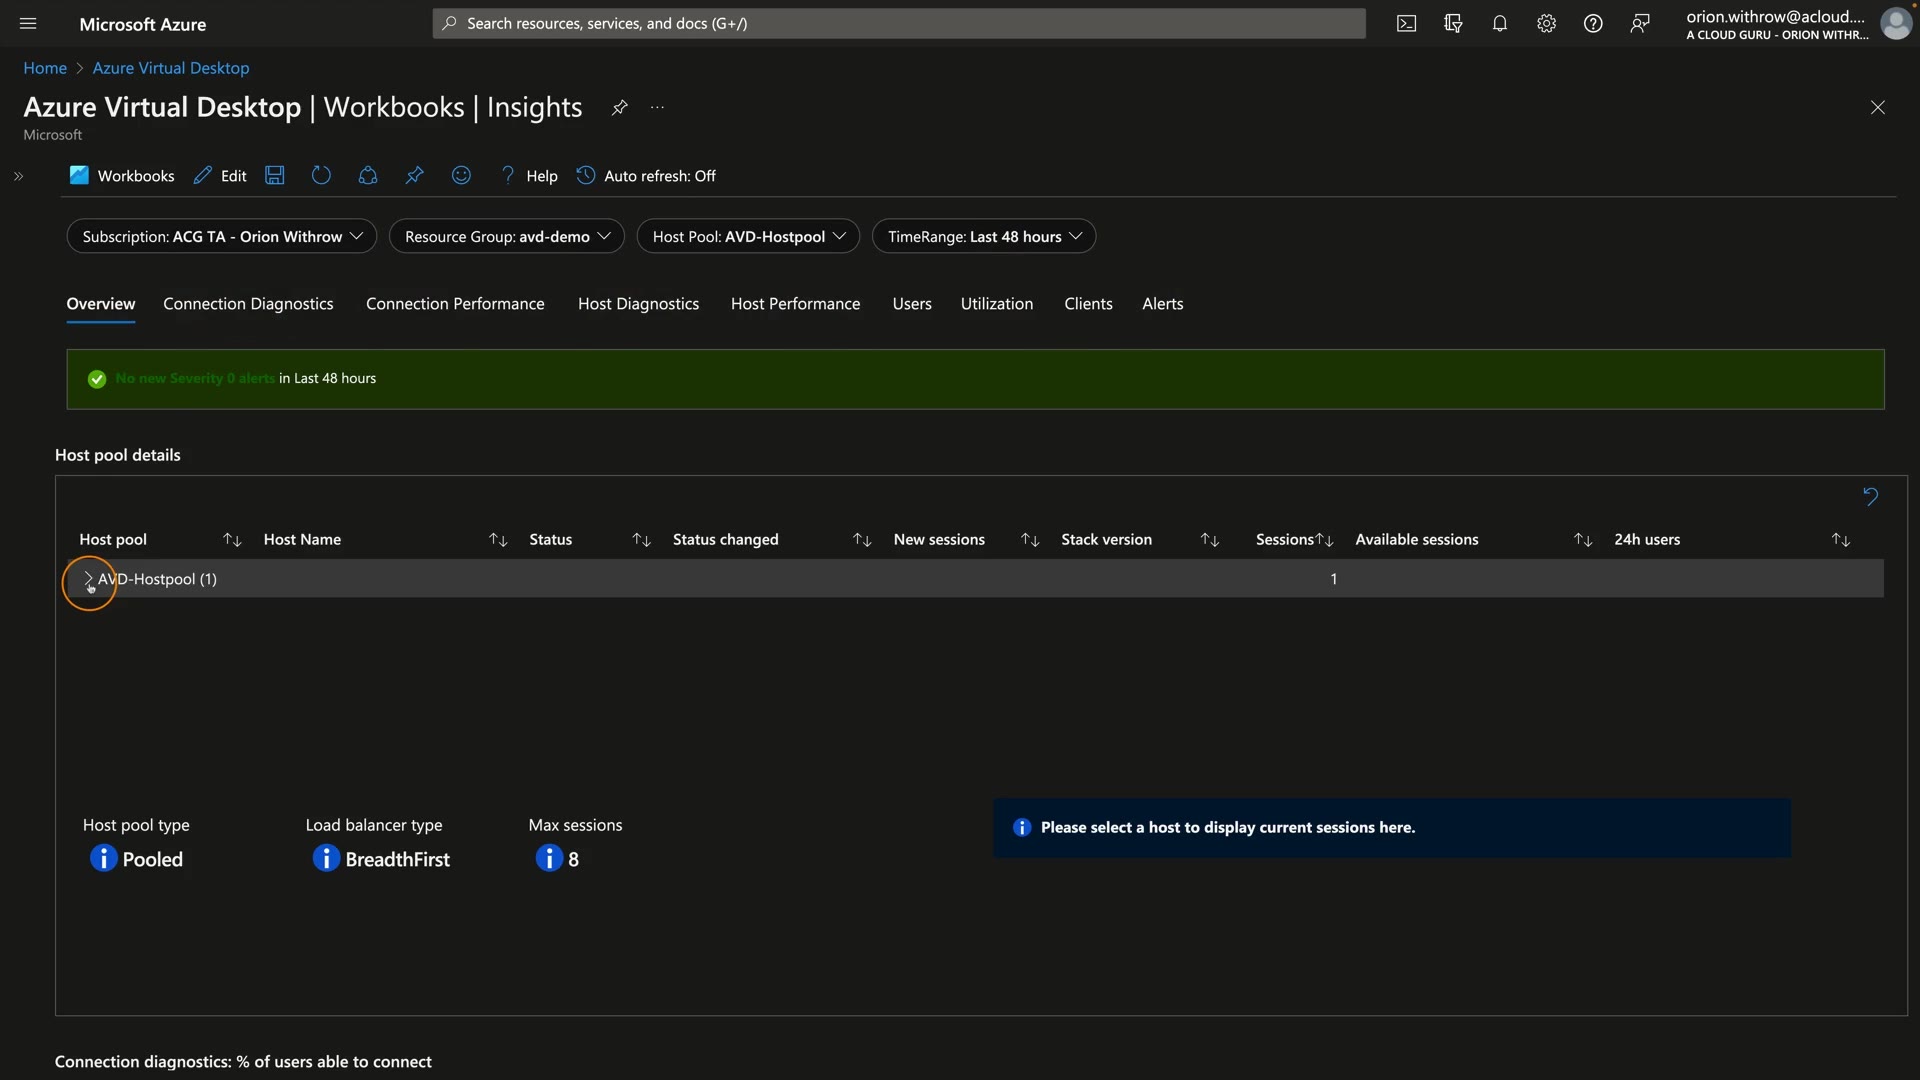 Microsoft Azure
Search resources, services, and docs (G+/)
orion.withrow@acloud....
A CLOUD GURU - ORION WITHR...
Home > Azure Virtual Desktop
Azure Virtual Desktop | Workbooks | Insights
Microsoft
Workbooks Edit Help Auto refresh: Off
Subscription: ACG TA - Orion Withrow Resource Group: avd-demo Host Pool: AVD-Hostpool TimeRange: Last 48 hours
Overview Connection Diagnostics Connection Performance Host Diagnostics Host Performance Users Utilization Clients Alerts
No new Severity 0 alerts in Last 48 hours
Host pool details
Host pool Host Name Status Status changed New sessions Stack version Sessions Available sessions 24h users
AVD-Hostpool (1) 1
Host pool type Load balancer type Max sessions
Pooled BreadthFirst 8
Please select a host to display current sessions here.
Connection diagnostics: % of users able to connect